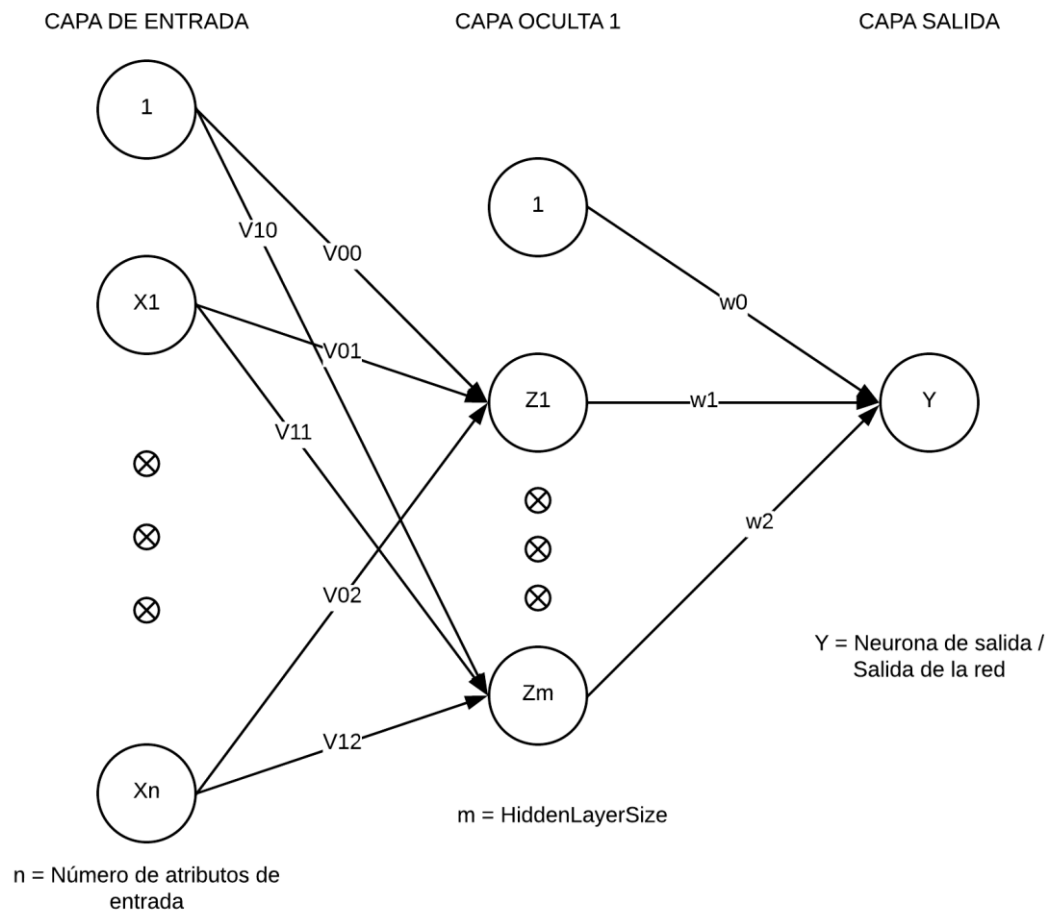 CAPA DE ENTRADA
CAPA OCULTA 1
CAPA SALIDA
1
1
V10
V00
X1
w0
V01
Z1
w1
Y
V11
w2
V02
Y = Neurona de salida /
Salida de la red
Zm
V12
Xn
m = HiddenLayerSize
n = Número de atributos de
entrada